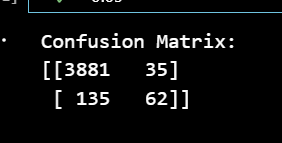 Confusion Matrix:
[[3881   35]
 [ 135   62]]